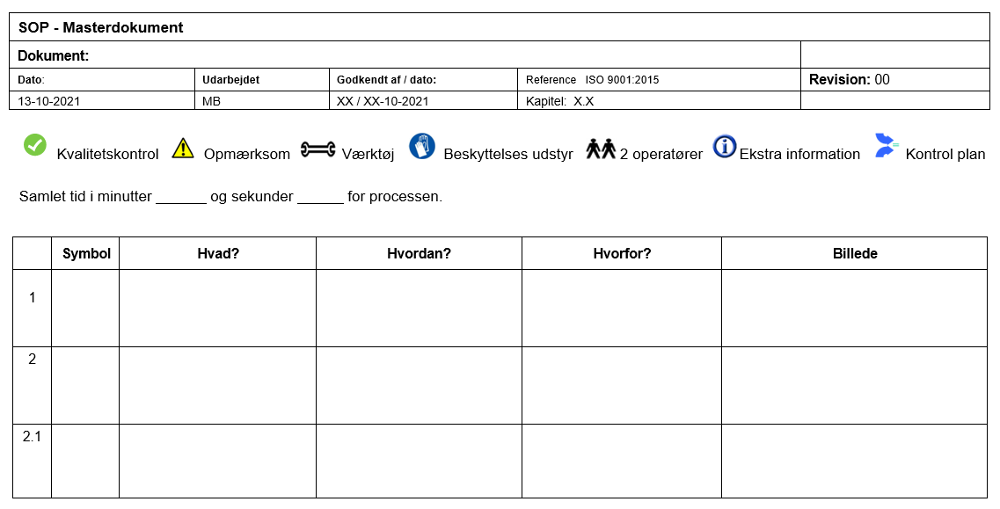 SOP - Masterdokument
Dokument:
Dato: Udarbejdet Godkendt af / dato: Reference ISO 9001:2015 Revision: 00
13-10-2021 MB XX / XX-10-2021 Kapitel: X.X
Kvalitetskontrol Opmærksom Værktøj Beskyttelses udstyr 2 operatører Ekstra information Kontrol plan
Samlet tid i minutter ______ og sekunder ______ for processen.
Symbol Hvad? Hvordan? Hvorfor? Billede
1
2
2.1